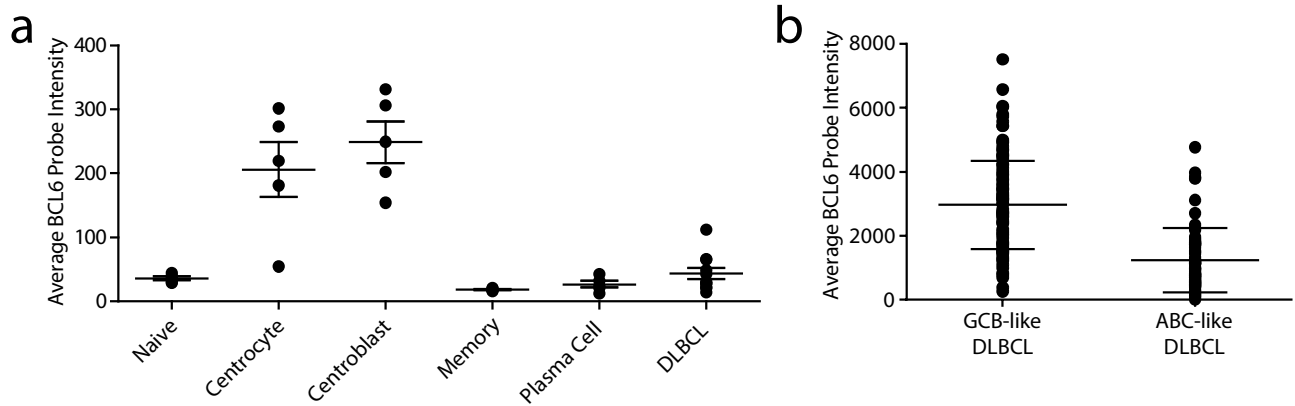 a
Average BCL6 Probe Intensity
400
300
200
100
0
Naive
Centrocyte
Centroblast
Memory
Plasma Cell
DLBCL
b
Average BCL6 Probe Intensity
8000
6000
4000
2000
0
GCB-like
DLBCL
ABC-like
DLBCL